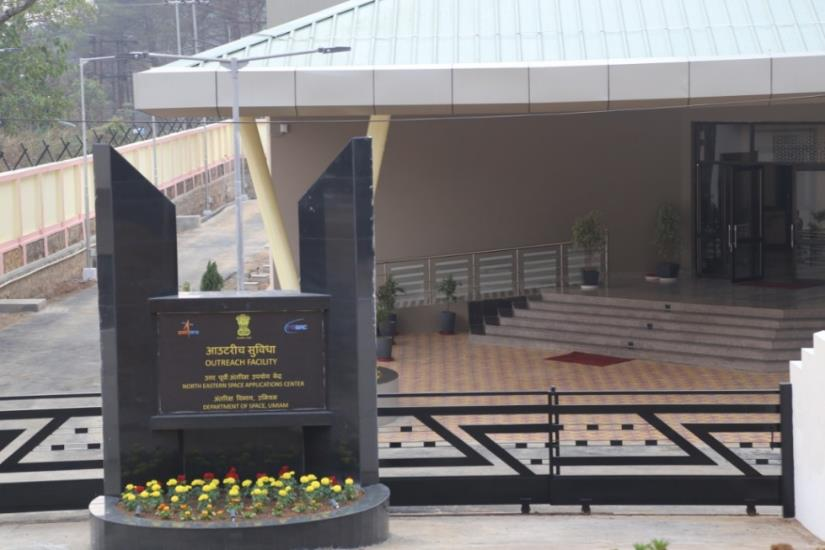 आउटरीच सुविधा
OUTREACH FACILITY
उत्तर पूर्वी अंतरिक्ष उपयोग केंद्र
NORTH EASTERN SPACE APPLICATIONS CENTER
अंतरिक्ष विभाग, उमियम
DEPARTMENT OF SPACE, UMIAM